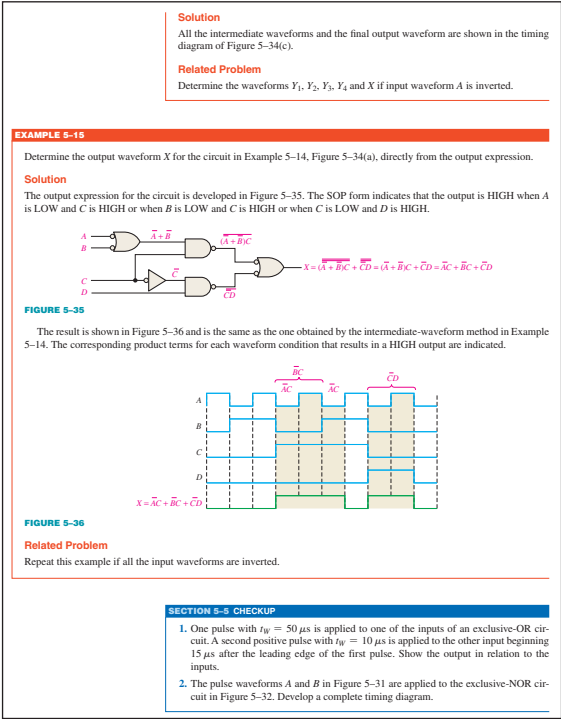 Solution
All the intermediate waveforms and the final output waveform are shown in the timing
diagram of Figure 5–34(c).
Related Problem
Determine the waveforms Y₁, Y₂, Y₃, Y₄ and X if input waveform A is inverted.
EXAMPLE 5–15
Determine the output waveform X for the circuit in Example 5–14, Figure 5–34(a), directly from the output expression.
Solution
The output expression for the circuit is developed in Figure 5–35. The SOP form indicates that the output is HIGH when A
is LOW and C is HIGH or when B is LOW and C is HIGH or when C is LOW and D is HIGH.
A
B
C
D
A̅ + B̅
C̅
(A̅ + B̅)C
C̅D
X = (A̅ + B̅)C + C̅D = (A̅ + B̅)C + C̅D = A̅C + B̅C + C̅D
FIGURE 5–35
The result is shown in Figure 5–36 and is the same as the one obtained by the intermediate-waveform method in Example
5–14. The corresponding product terms for each waveform condition that results in a HIGH output are indicated.
B̅C
A̅C A̅C C̅D
A
B
C
D
X = A̅C + B̅C + C̅D
FIGURE 5–36
Related Problem
Repeat this example if all the input waveforms are inverted.
SECTION 5–5 CHECKUP
1. One pulse with t_W = 50 μs is applied to one of the inputs of an exclusive-OR cir-
cuit. A second positive pulse with t_W = 10 μs is applied to the other input beginning
15 μs after the leading edge of the first pulse. Show the output in relation to the
inputs.
2. The pulse waveforms A and B in Figure 5–31 are applied to the exclusive-NOR cir-
cuit in Figure 5–32. Develop a complete timing diagram.